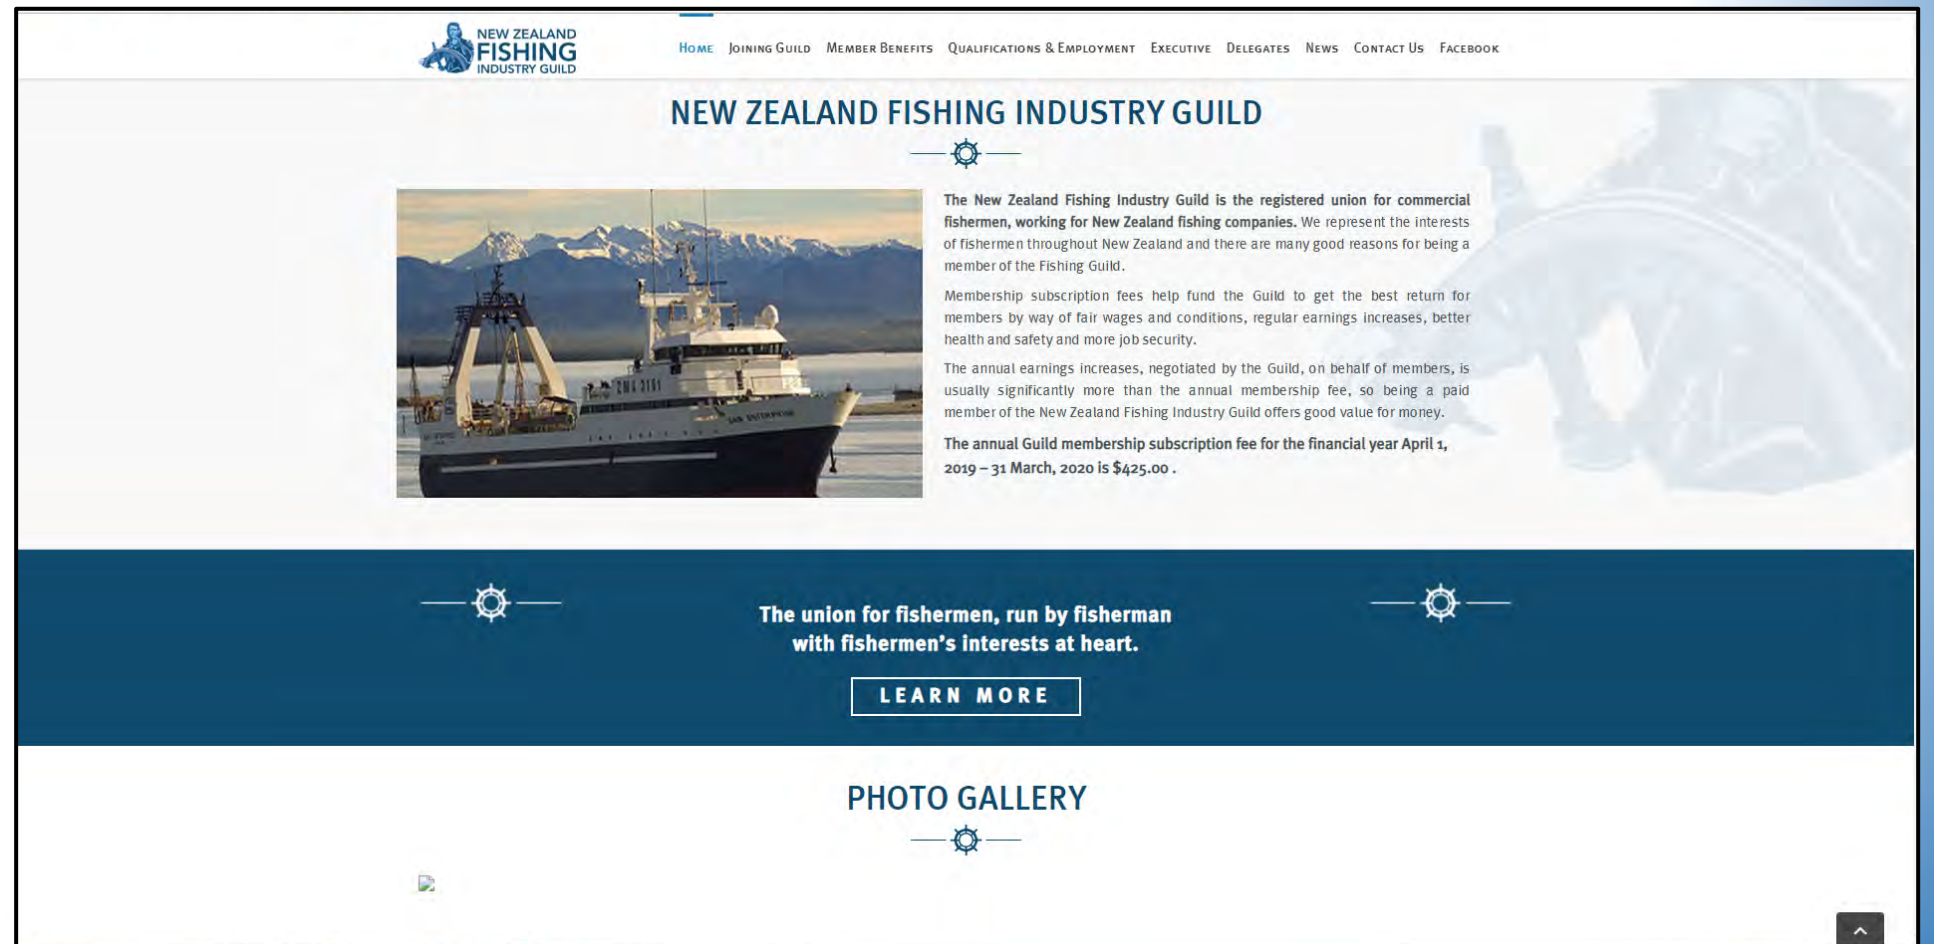 NEW ZEALAND
FISHING
INDUSTRY GUILD
Home Joining Guild Member Benefits Qualifications & Employment Executive Delegates News Contact Us Facebook
NEW ZEALAND FISHING INDUSTRY GUILD
The New Zealand Fishing Industry Guild is the registered union for commercial
fishermen, working for New Zealand fishing companies. We represent the interests
of fishermen throughout New Zealand and there are many good reasons for being a
member of the Fishing Guild.
Membership subscription fees help fund the Guild to get the best return for
members by way of fair wages and conditions, regular earnings increases, better
health and safety and more job security.
The annual earnings increases, negotiated by the Guild, on behalf of members, is
usually significantly more than the annual membership fee, so being a paid
member of the New Zealand Fishing Industry Guild offers good value for money.
The annual Guild membership subscription fee for the financial year April 1,
2019 – 31 March, 2020 is $425.00 .
SAN ENTERPRISE
The union for fishermen, run by fisherman
with fishermen's interests at heart.
LEARN MORE
PHOTO GALLERY